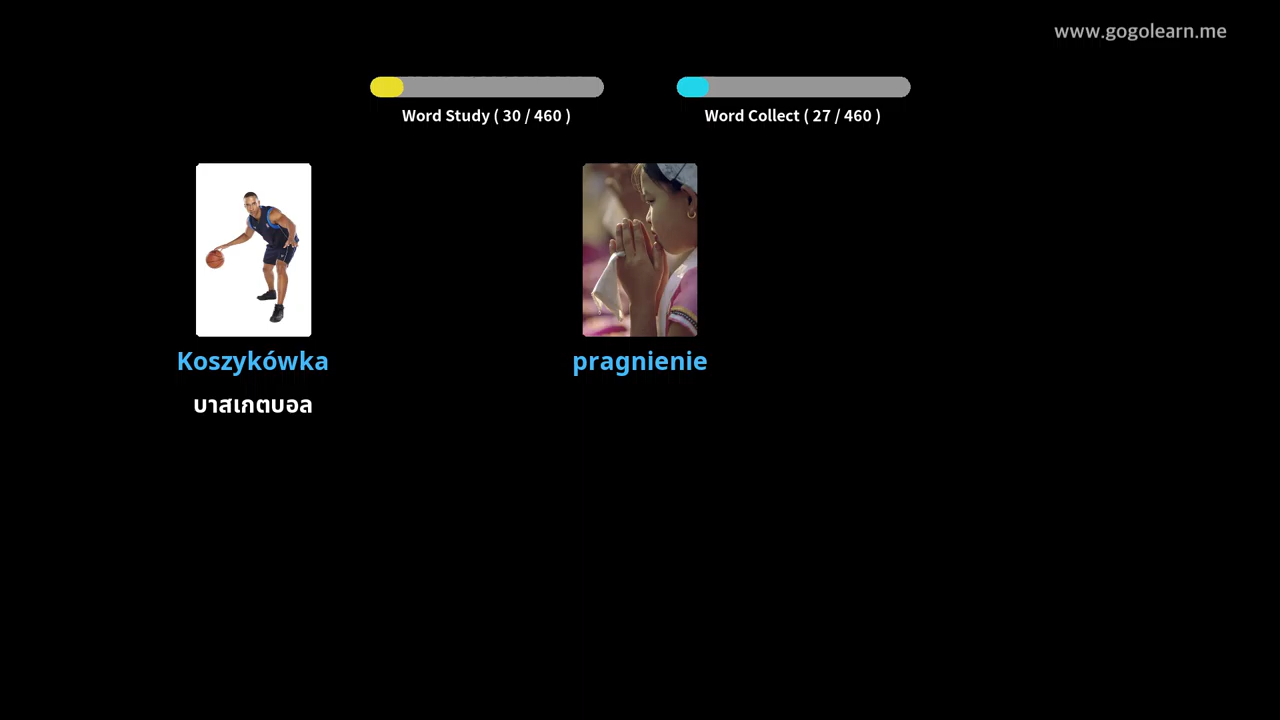 www.gogolearn.me
Word Study ( 30 / 460 )
Word Collect ( 27 / 460 )
Koszykówka
pragnienie
บาสเกตบอล